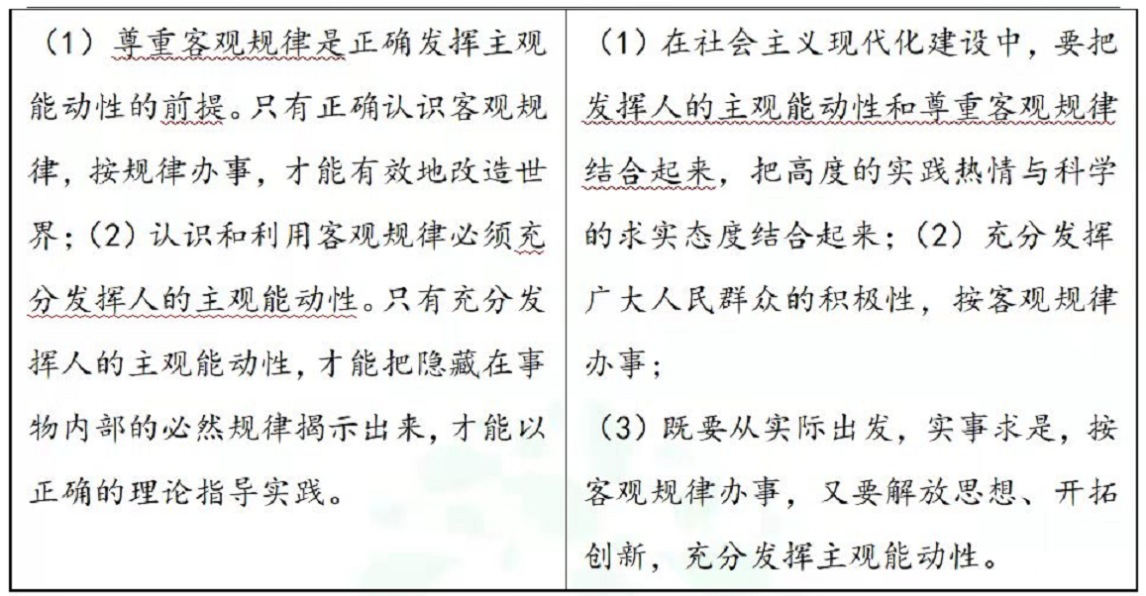 （1）尊重客观规律是正确发挥主观
能动性的前提。只有正确认识客观规
律，按规律办事，才能有效地改造世
界；（2）认识和利用客观规律必须充
分发挥人的主观能动性。只有充分发
挥人的主观能动性，才能把隐藏在事
物内部的必然规律揭示出来，才能以
正确的理论指导实践。
（1）在社会主义现代化建设中，要把
发挥人的主观能动性和尊重客观规律
结合起来，把高度的实践热情与科学
的求实态度结合起来；（2）充分发挥
广大人民群众的积极性，按客观规律
办事；
（3）既要从实际出发，实事求是，按
客观规律办事，又要解放思想、开拓
创新，充分发挥主观能动性。